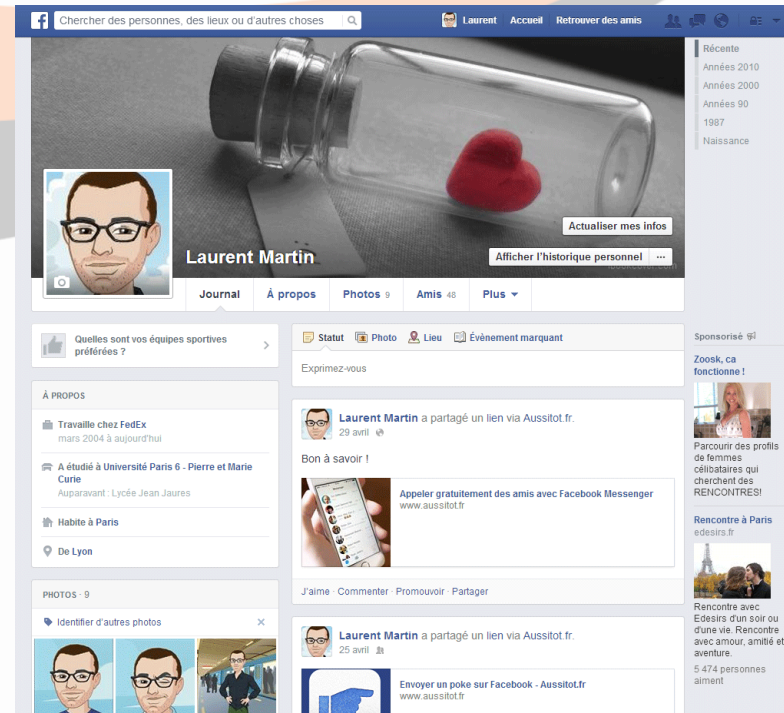 Chercher des personnes, des lieux ou d'autres choses
Laurent Accueil Retrouver des amis
Récente
Années 2010
Années 2000
Années 90
1987
Naissance
Actualiser mes infos
Laurent Martin
Afficher l'historique personnel ...
Journal À propos Photos 9 Amis 48 Plus
Quelles sont vos équipes sportives
préférées ?
À PROPOS
Travaille chez FedEx
mars 2004 à aujourd'hui
A étudié à Université Paris 6 - Pierre et Marie
Curie
Auparavant : Lycée Jean Jaures
Habite à Paris
De Lyon
PHOTOS · 9
Identifier d'autres photos
Statut Photo Lieu Évènement marquant
Exprimez-vous
Laurent Martin a partagé un lien via Aussitot.fr.
29 avril
Bon à savoir !
Appeler gratuitement des amis avec Facebook Messenger
www.aussitot.fr
J'aime · Commenter · Promouvoir · Partager
Laurent Martin a partagé un lien via Aussitot.fr.
25 avril
Envoyer un poke sur Facebook - Aussitot.fr
www.aussitot.fr
Sponsorisé
Zoosk, ca
fonctionne !
Parcourir des profils
de femmes
célibataires qui
cherchent des
RENCONTRES!
Rencontre à Paris
edesirs.fr
Rencontre avec
Edesirs d'un soir ou
d'une vie. Rencontre
avec amour, amitié et
aventure.
5 474 personnes
aiment